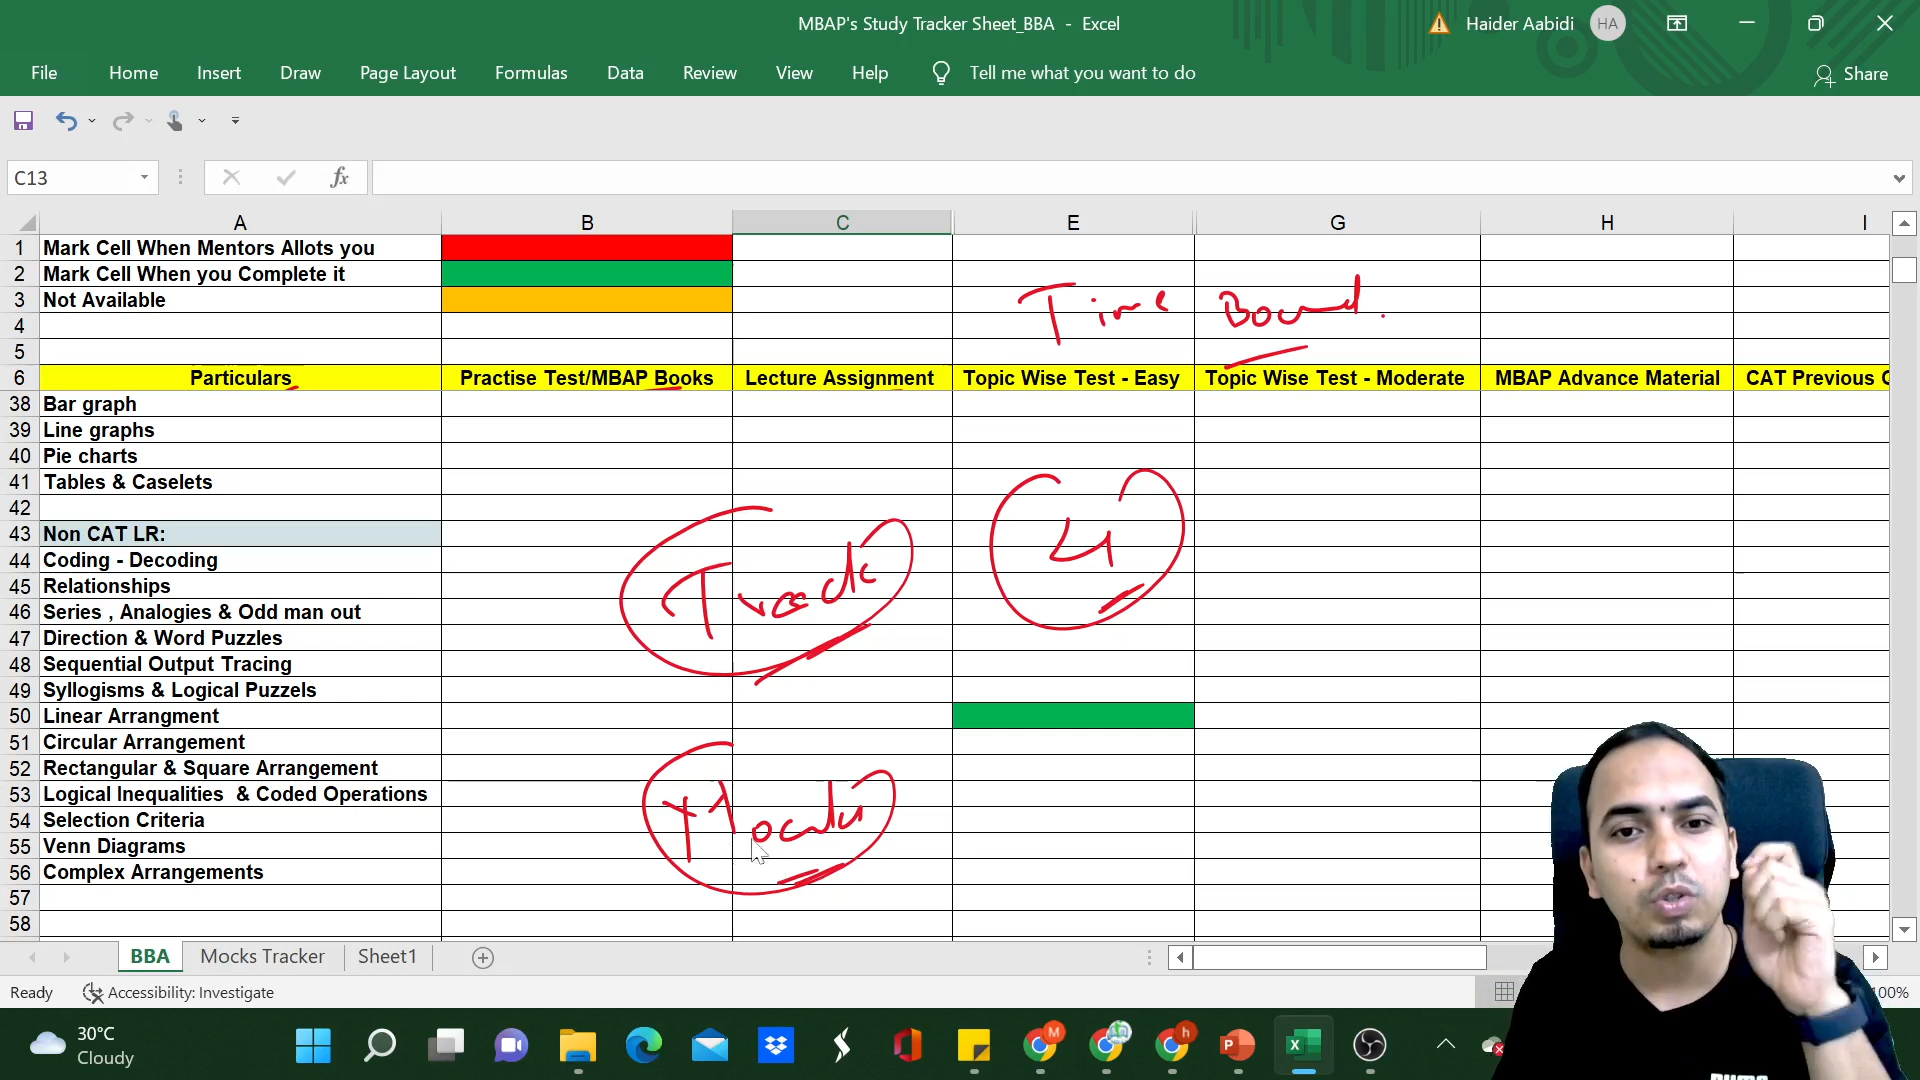 MBAP's Study Tracker Sheet_BBA - Excel
Haider Aabidi HA
File Home Insert Draw Page Layout Formulas Data Review View Help Tell me what you want to do Share
C13 fx
A B C E G H I
1 Mark Cell When Mentors Allots you
2 Mark Cell When you Complete it
3 Not Available
Time Bound.
4
5
6 Particulars Practise Test/MBAP Books Lecture Assignment Topic Wise Test - Easy Topic Wise Test - Moderate MBAP Advance Material CAT Previous
38 Bar graph
39 Line graphs
40 Pie charts
41 Tables & Caselets
42
43 Non CAT LR:
44 Coding - Decoding
45 Relationships
Track
46 Series , Analogies & Odd man out
47 Direction & Word Puzzles
48 Sequential Output Tracing
49 Syllogisms & Logical Puzzels
50 Linear Arrangment
51 Circular Arrangement
52 Rectangular & Square Arrangement
53 Logical Inequalities & Coded Operations
Mocks
54 Selection Criteria
55 Venn Diagrams
56 Complex Arrangements
57
58
BBA Mocks Tracker Sheet1
Ready Accessibility: Investigate
30°C
Cloudy